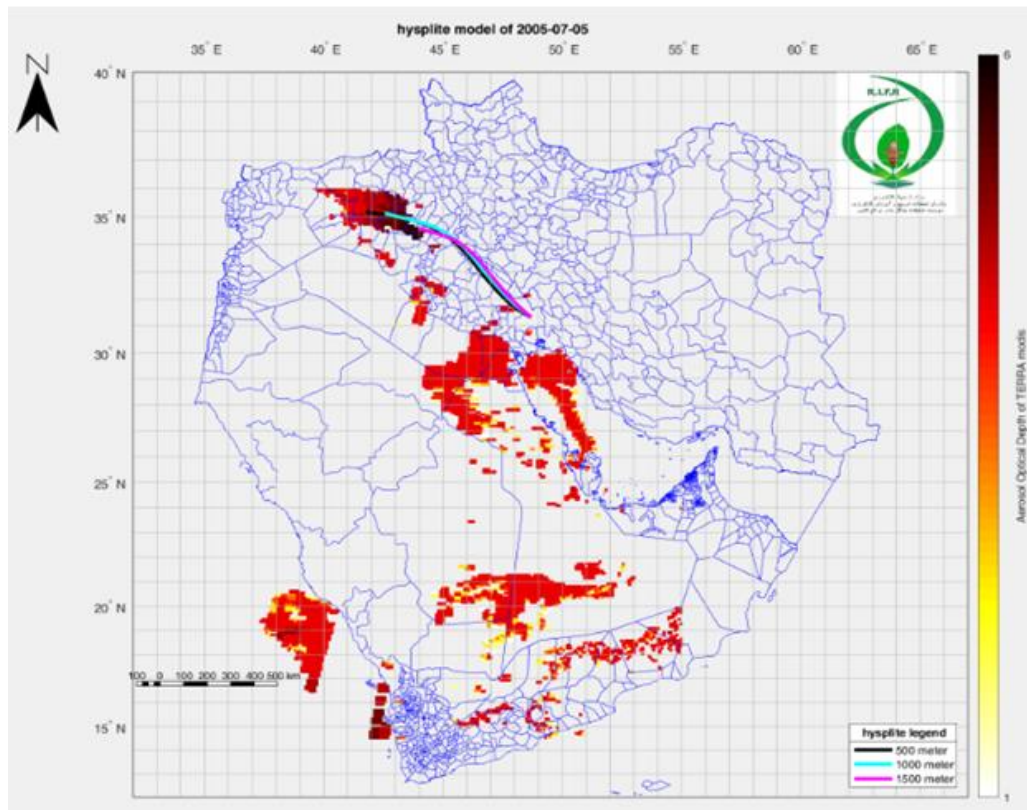 hysplite model of 2005-07-05
35° E 40° E 45° E 50° E 55° E 60° E 65° E
N
40° N
35° N
30° N
25° N
20° N
15° N
100 0 100 200 300 400 500 km
R.I.F.R
6
Aerosol Optical Depth of TERRA modis
1
hysplite legend
500 meter
1000 meter
1500 meter